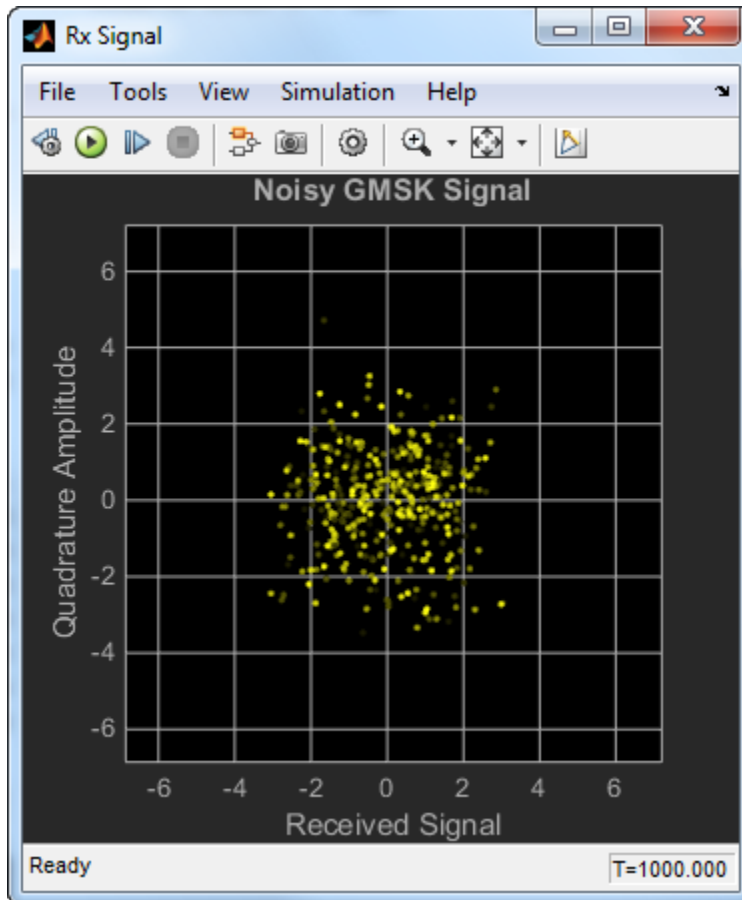 Rx Signal
File Tools View Simulation Help
Noisy GMSK Signal
Quadrature Amplitude
6
4
2
0
-2
-4
-6
-6 -4 -2 0 2 4 6
Received Signal
Ready T=1000.000